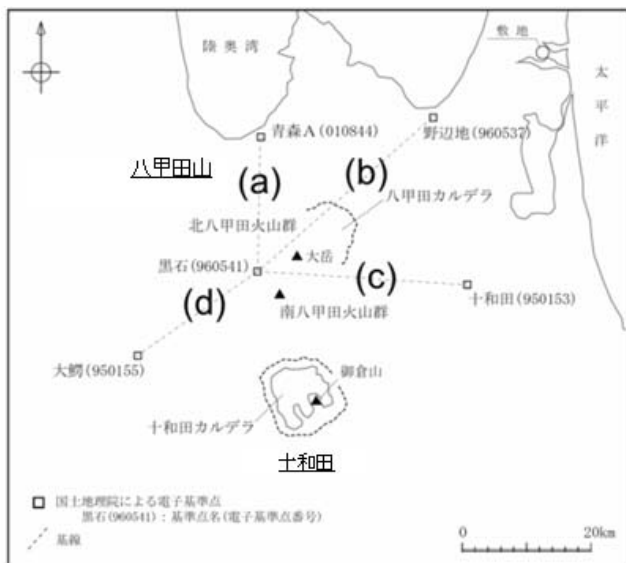 陸奥湾
敷地
太平洋
青森A(010844)
野辺地(960537)
八甲田山
(a)
(b)
八甲田カルデラ
北八甲田火山群
大岳
黒石(960541)
(c)
(d)
南八甲田火山群
十和田(950153)
大鰐(950155)
御倉山
十和田カルデラ
十和田
国土地理院による電子基準点
黒石(960541):基準点名(電子基準点番号)
基線
0 20km